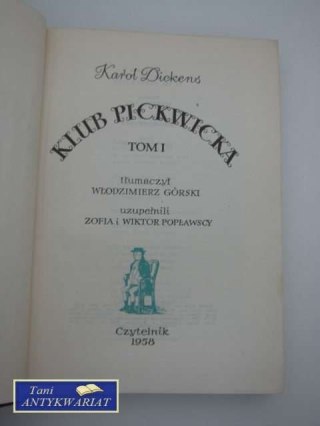 Karol Dickens
KLUB PICKWICKA
TOM I
tłumaczył
WŁODZIMIERZ GÓRSKI
uzupełnili
ZOFIA i WIKTOR POPŁAWSCY
Czytelnik
1958
Tani
ANTYKWARIAT